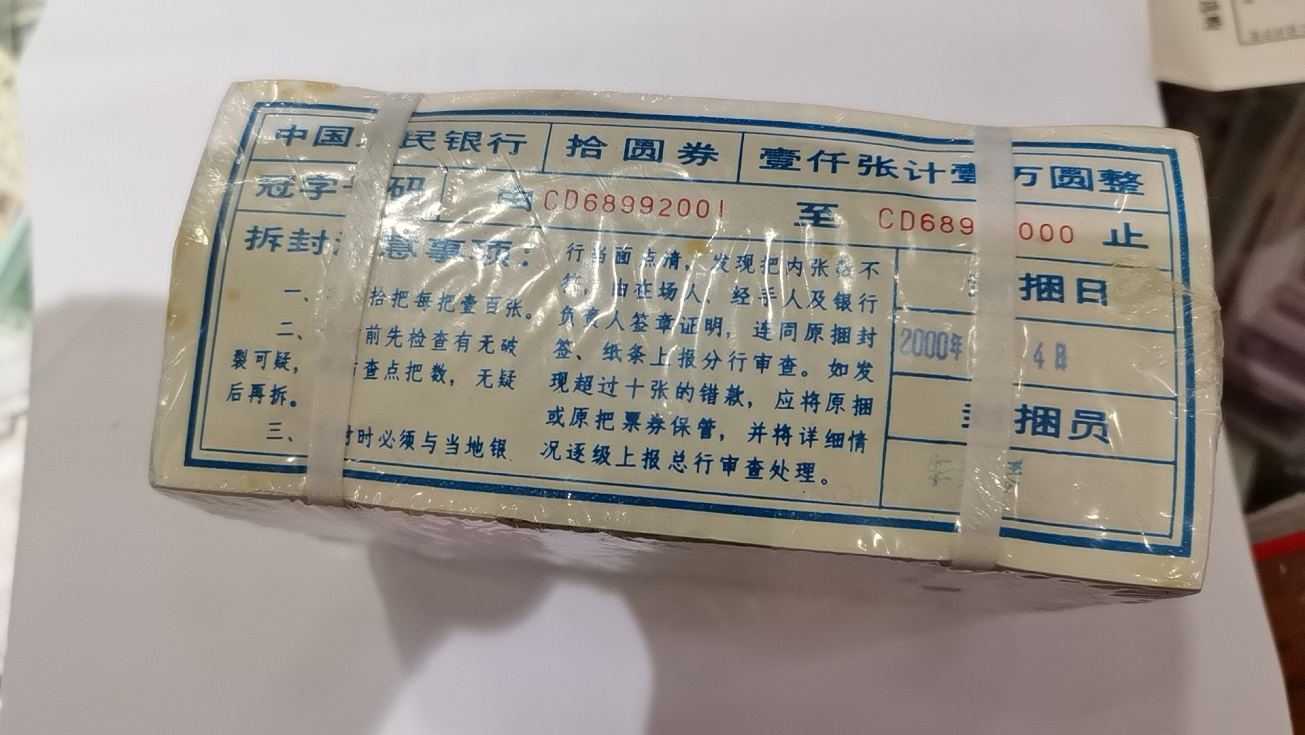 中国 民银行 拾圆券 壹仟张计壹万圆整
冠字 码 由 CD68992001 至 CD689 000 止
拆封 意事项：
一、 拾把每把壹百张。
二、 前先检查有无破
裂可疑， 查点把数，无疑
后再拆。
三、 时必须与当地银
行当面点清，发现把内张数不
符，由在场人、经手人及银行
负责人签章证明，连同原捆封
签、纸条上报分行审查。如发
现超过十张的错款，应将原捆
或原把票券保管，并将详细情
况逐级上报总行审查处理。
捆日
2000年 4日
捆员